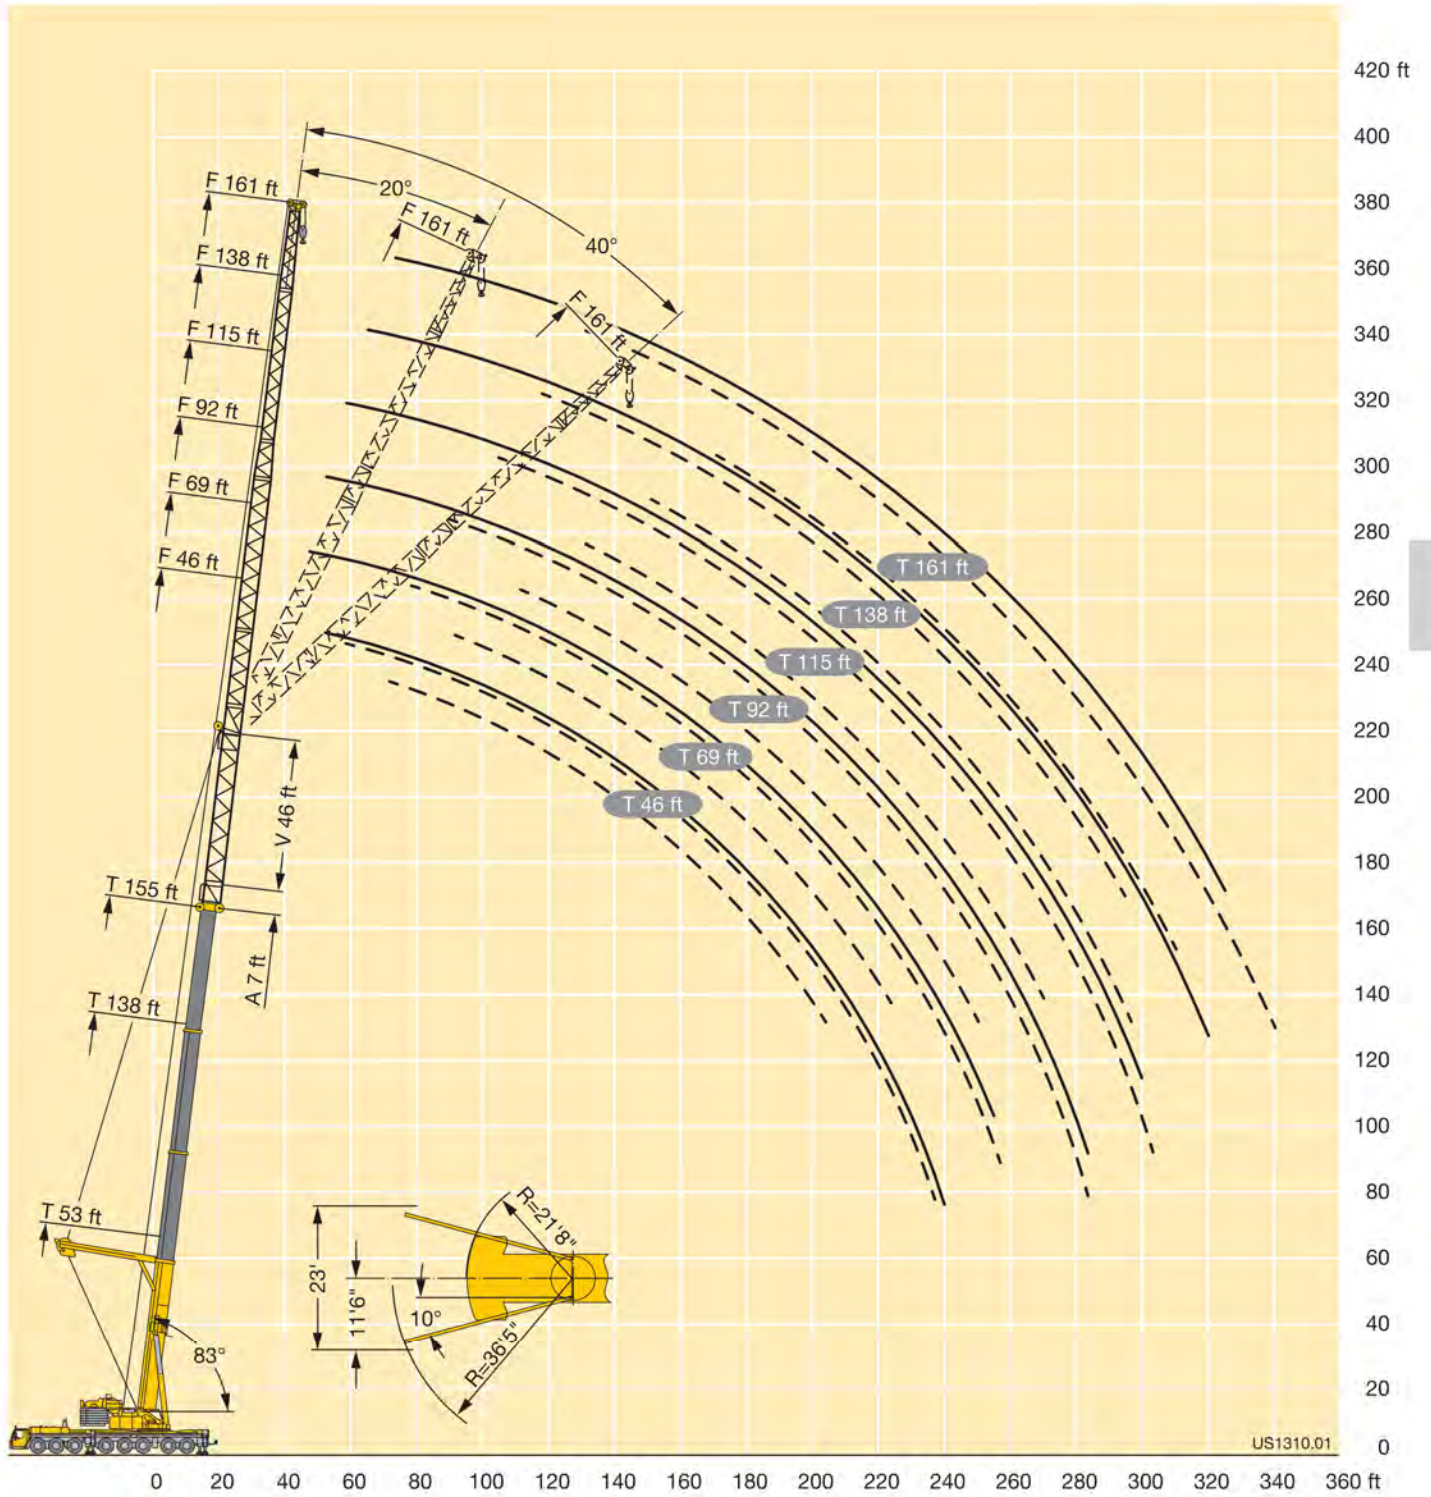 420 ft
400
380
360
340
320
300
280
260
240
220
200
180
160
140
120
100
80
60
40
20
0
F 161 ft
F 138 ft
F 115 ft
F 92 ft
F 69 ft
F 46 ft
20°
40°
F 161 ft
F 161 ft
V 46 ft
A 7 ft
T 155 ft
T 138 ft
T 53 ft
83°
T 161 ft
T 138 ft
T 115 ft
T 92 ft
T 69 ft
T 46 ft
R=21'8"
23'
11'6"
10°
R=36'5"
US1310.01
0 20 40 60 80 100 120 140 160 180 200 220 240 260 280 300 320 340 360 ft